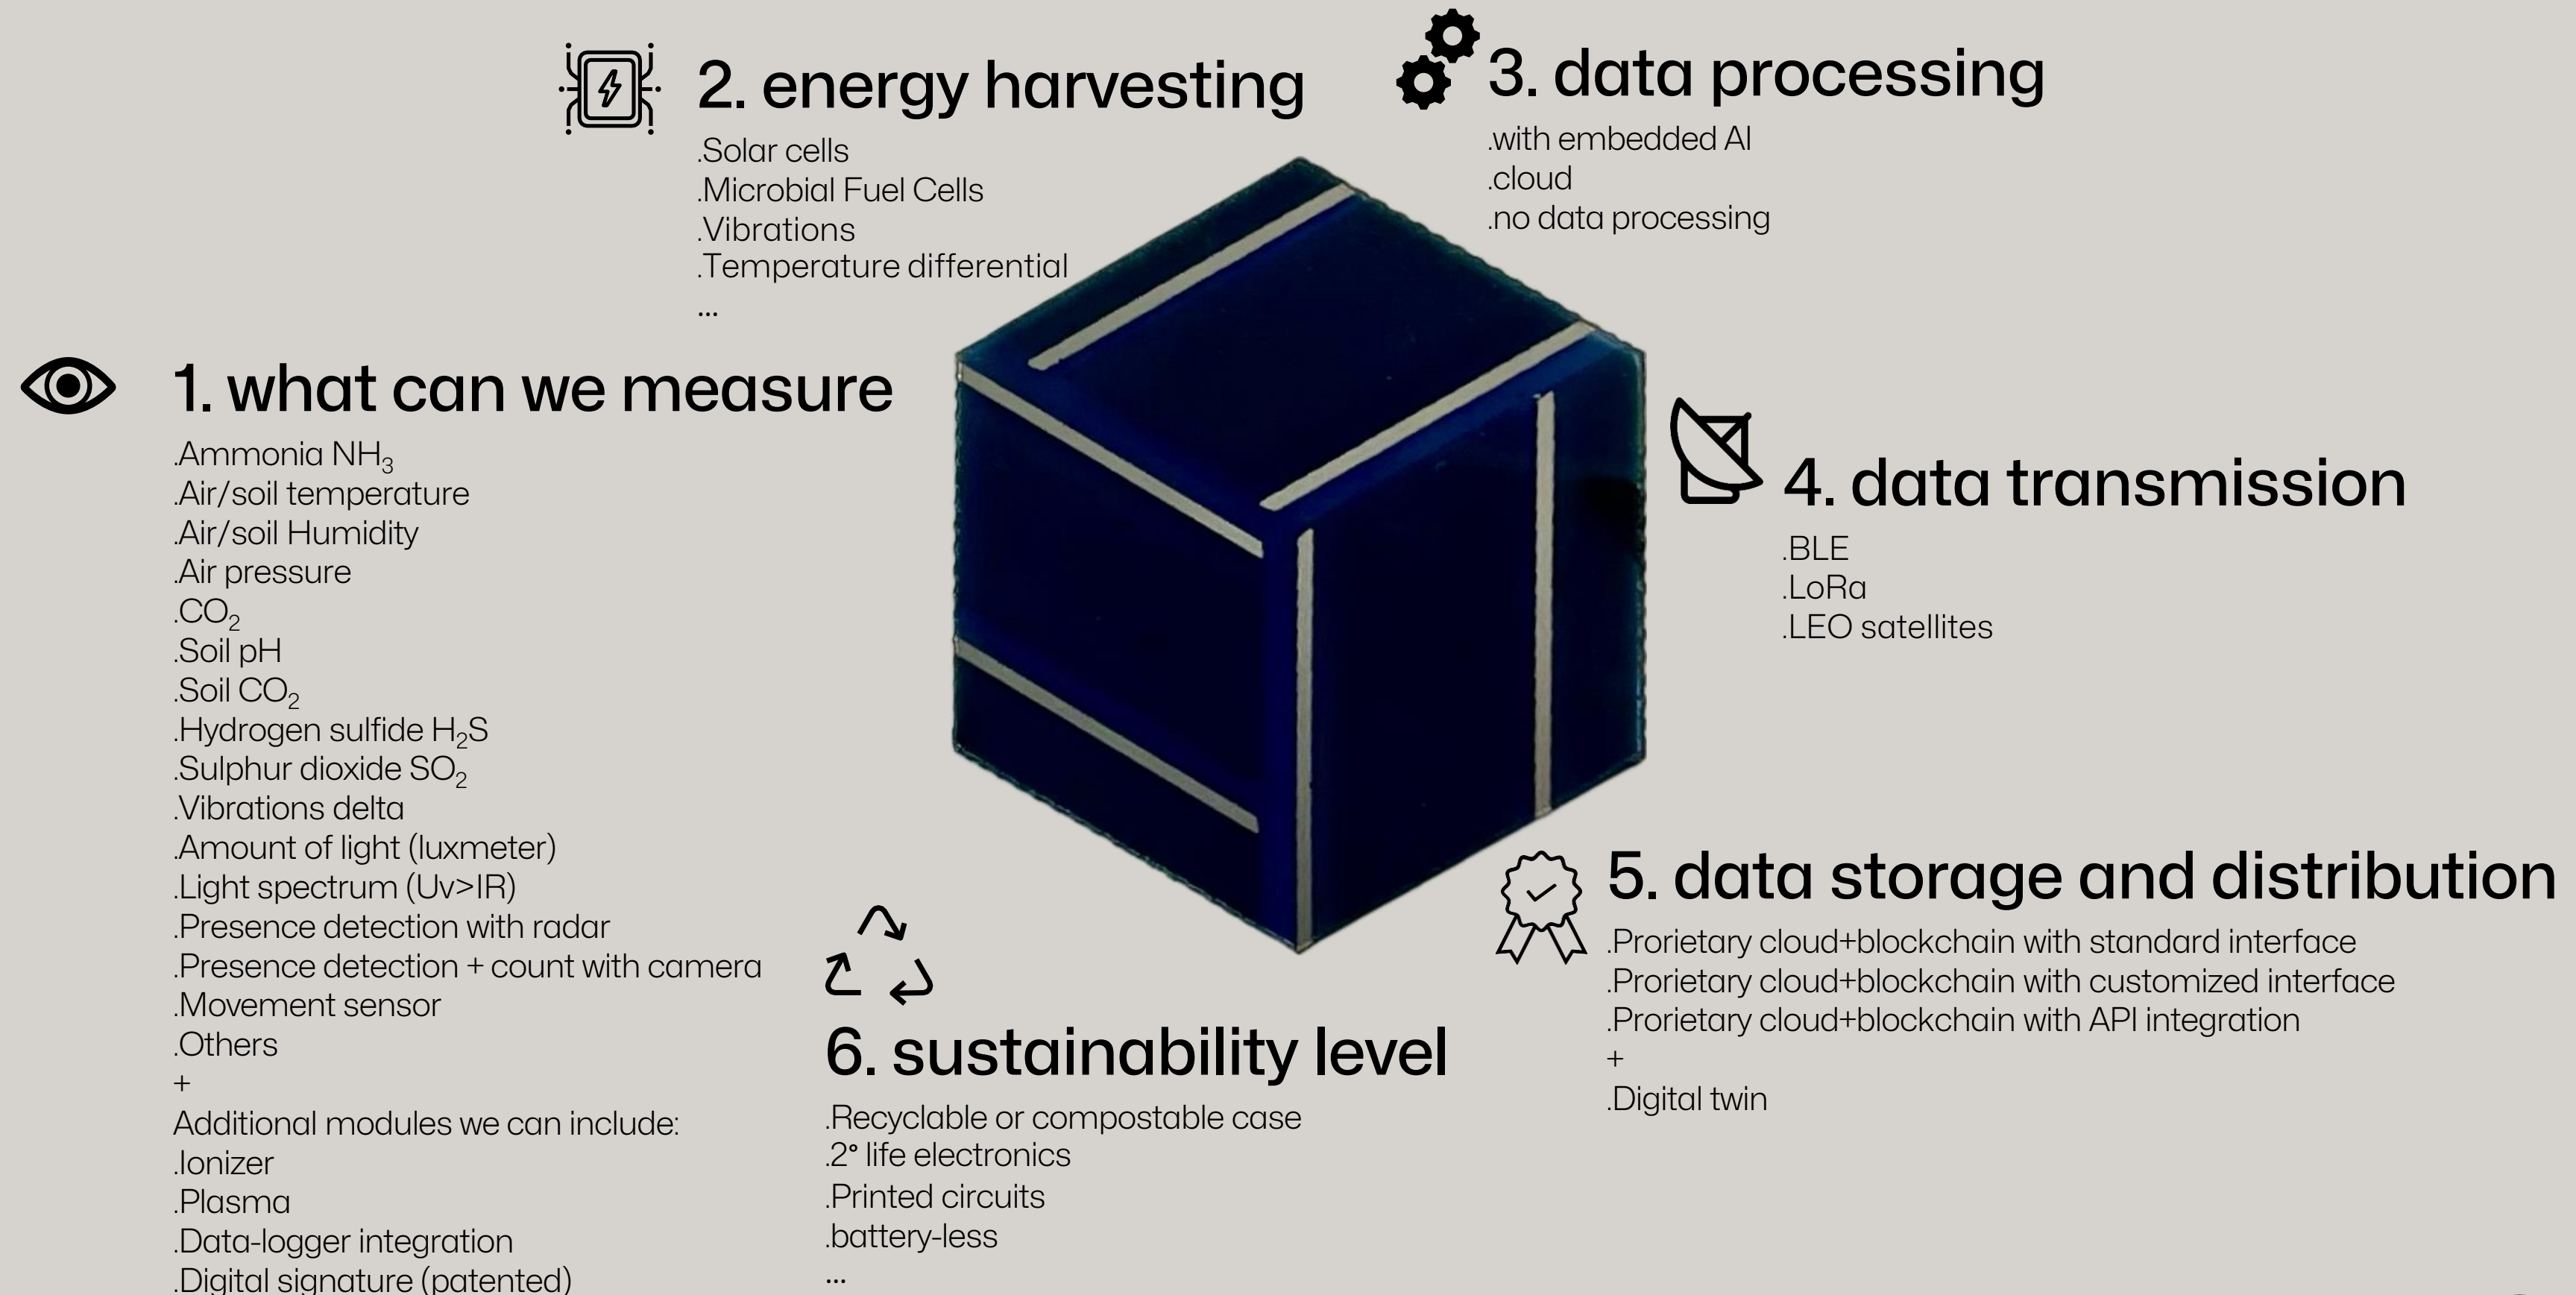 2. energy harvesting
.Solar cells
.Microbial Fuel Cells
.Vibrations
.Temperature differential
...
3. data processing
.with embedded AI
.cloud
.no data processing
1. what can we measure
.Ammonia NH₃
.Air/soil temperature
.Air/soil Humidity
.Air pressure
.CO₂
.Soil pH
.Soil CO₂
.Hydrogen sulfide H₂S
.Sulphur dioxide SO₂
.Vibrations delta
.Amount of light (luxmeter)
.Light spectrum (Uv>IR)
.Presence detection with radar
.Presence detection + count with camera
.Movement sensor
.Others
+
Additional modules we can include:
.Ionizer
.Plasma
.Data-logger integration
.Digital signature (patented)
4. data transmission
.BLE
.LoRa
.LEO satellites
5. data storage and distribution
.Prorietary cloud+blockchain with standard interface
.Prorietary cloud+blockchain with customized interface
.Prorietary cloud+blockchain with API integration
+
.Digital twin
6. sustainability level
.Recyclable or compostable case
.2° life electronics
.Printed circuits
.battery-less
...